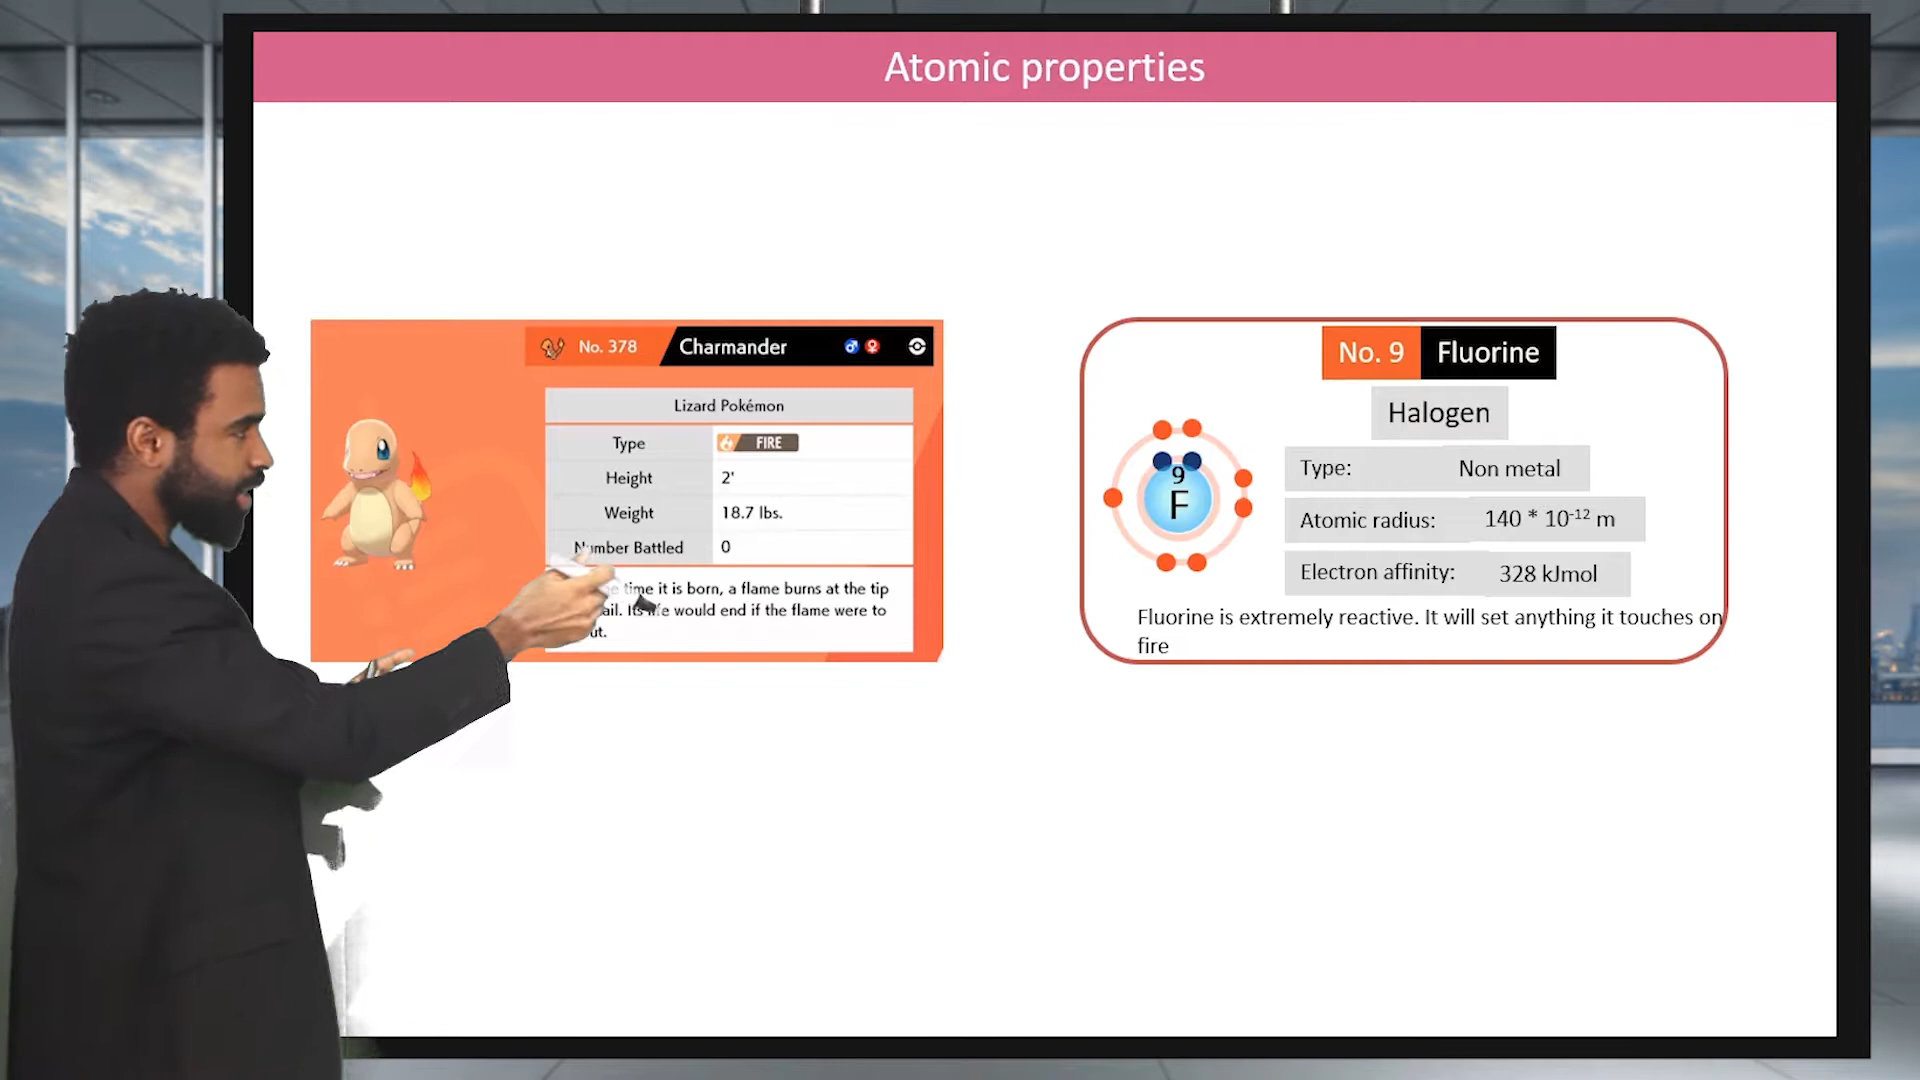 Atomic properties
No. 378 Charmander
Lizard Pokémon
Type FIRE
Height 2'
Weight 18.7 lbs.
Number Battled 0
time it is born, a flame burns at the tip
Its life would end if the flame were to
No. 9 Fluorine
Halogen
9
F
Type: Non metal
Atomic radius: 140 * 10-12 m
Electron affinity: 328 kJmol
Fluorine is extremely reactive. It will set anything it touches on
fire